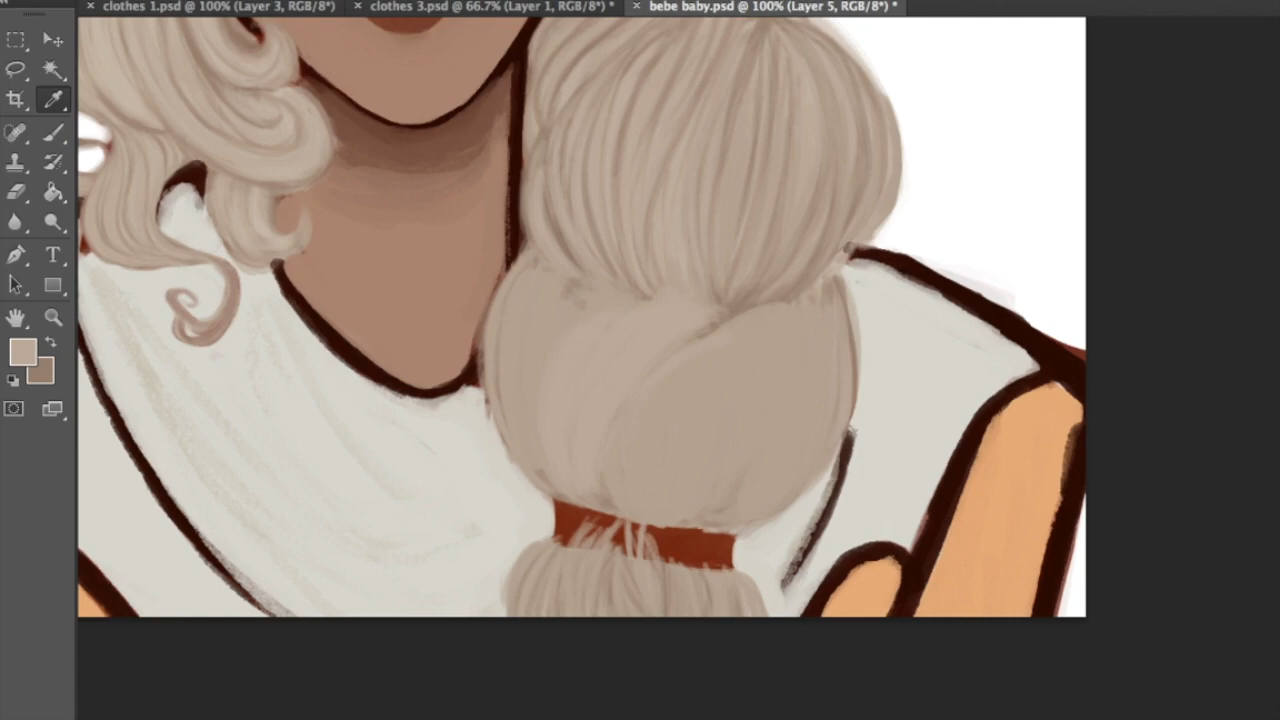 clothes 1.psd @ 100% (Layer 3, RGB/8*)
clothes 3.psd @ 66.7% (Layer 1, RGB/8*) *
bebe baby.psd @ 100% (Layer 5, RGB/8*) *